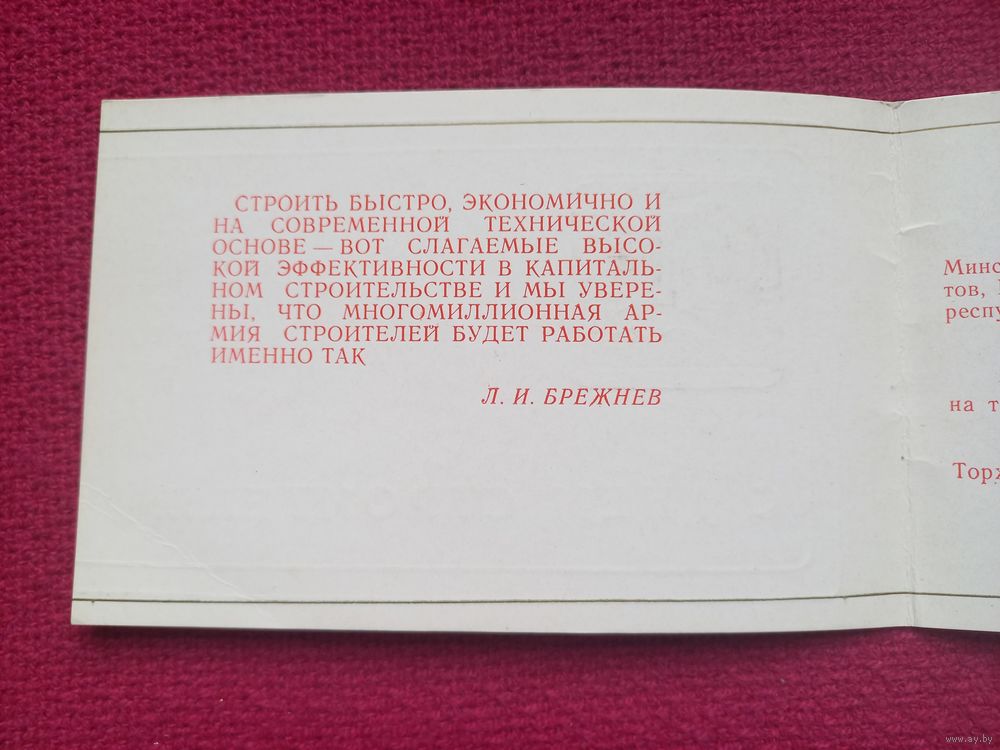 СТРОИТЬ БЫСТРО, ЭКОНОМИЧНО И
НА СОВРЕМЕННОЙ ТЕХНИЧЕСКОЙ
ОСНОВЕ — ВОТ СЛАГАЕМЫЕ ВЫСО-
КОЙ ЭФФЕКТИВНОСТИ В КАПИТАЛЬ-
НОМ СТРОИТЕЛЬСТВЕ И МЫ УВЕРЕ-
НЫ, ЧТО МНОГОМИЛЛИОННАЯ АР-
МИЯ СТРОИТЕЛЕЙ БУДЕТ РАБОТАТЬ
ИМЕННО ТАК
Л. И. БРЕЖНЕВ
Минс
тов,
респу
на т
Торж
www.ay.by